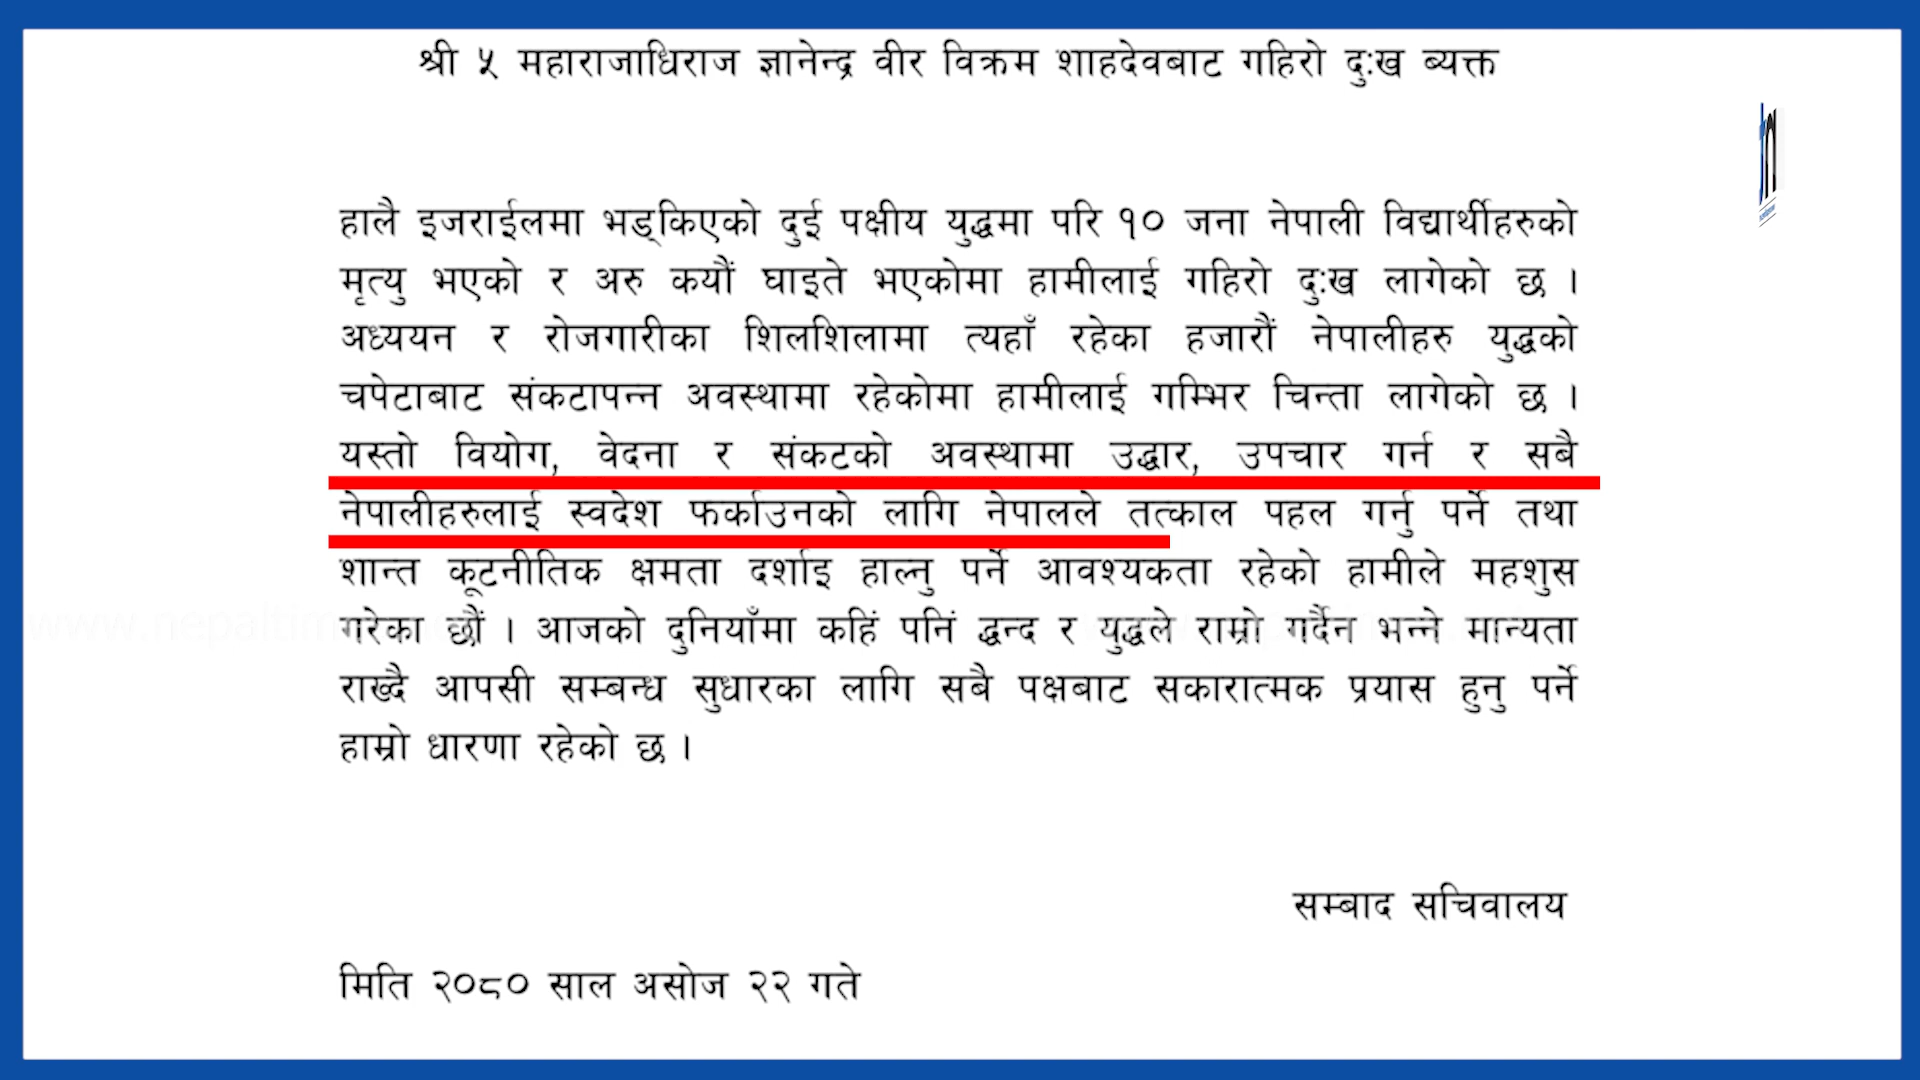 श्री ५ महाराजाधिराज ज्ञानेन्द्र वीर विक्रम शाहदेवबाट गहिरो दुःख ब्यक्त
हालै इजराईलमा भड्किएको दुई पक्षीय युद्धमा परि १० जना नेपाली विद्यार्थीहरुको
मृत्यु भएको र अरु कयौं घाइते भएकोमा हामीलाई गहिरो दुःख लागेको छ ।
अध्ययन र रोजगारीका शिलशिलामा त्यहाँ रहेका हजारौं नेपालीहरु युद्धको
चपेटाबाट संकटापन्न अवस्थामा रहेकोमा हामीलाई गम्भिर चिन्ता लागेको छ ।
यस्तो वियोग, वेदना र संकटको अवस्थामा उद्धार, उपचार गर्न र सबै
नेपालीहरुलाई स्वदेश फर्काउनको लागि नेपालले तत्काल पहल गर्नु पर्ने तथा
शान्त कूटनीतिक क्षमता दर्शाइ हाल्नु पर्ने आवश्यकता रहेको हामीले महशुस
गरेका छौं । आजको दुनियाँमा कहिं पनिं द्धन्द र युद्धले राम्रो गर्दैन भन्ने मान्यता
राख्दै आपसी सम्बन्ध सुधारका लागि सबै पक्षबाट सकारात्मक प्रयास हुनु पर्ने
हाम्रो धारणा रहेको छ ।
सम्बाद सचिवालय
मिति २०८० साल असोज २२ गते